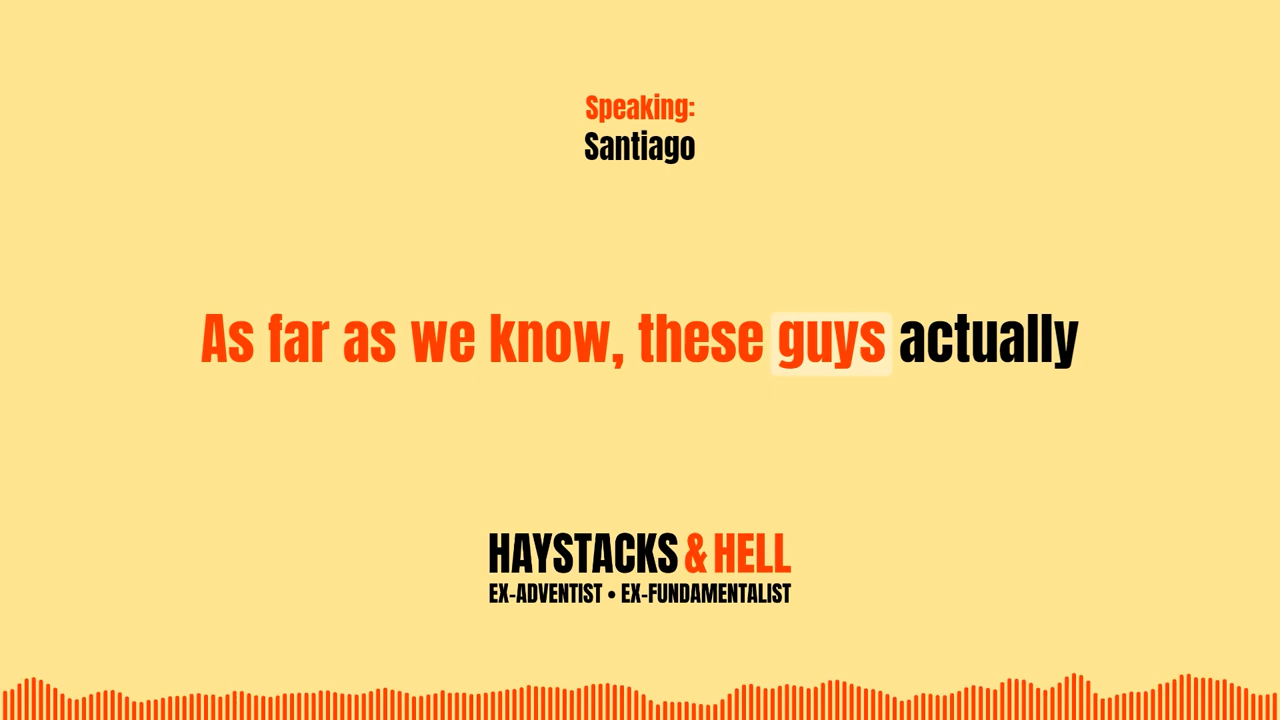 Speaking:
Santiago
As far as we know, these guys actually
HAYSTACKS & HELL
EX-ADVENTIST • EX-FUNDAMENTALIST